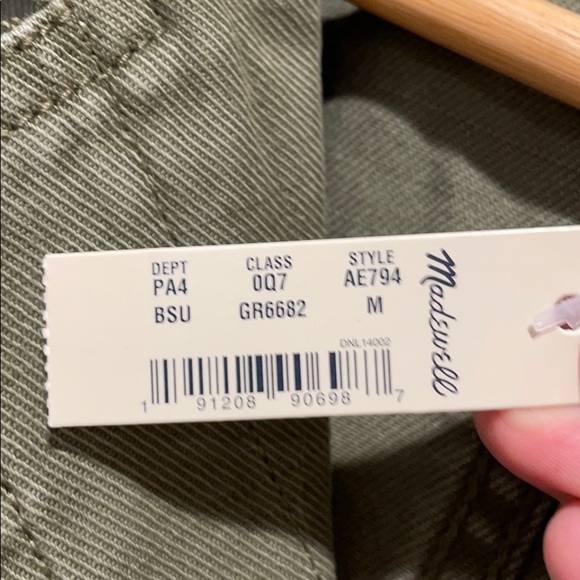 DEPT CLASS STYLE
PA4 0Q7 AE794
BSU GR6682 M
DNL14002
1 91208 90698 7
Madewell